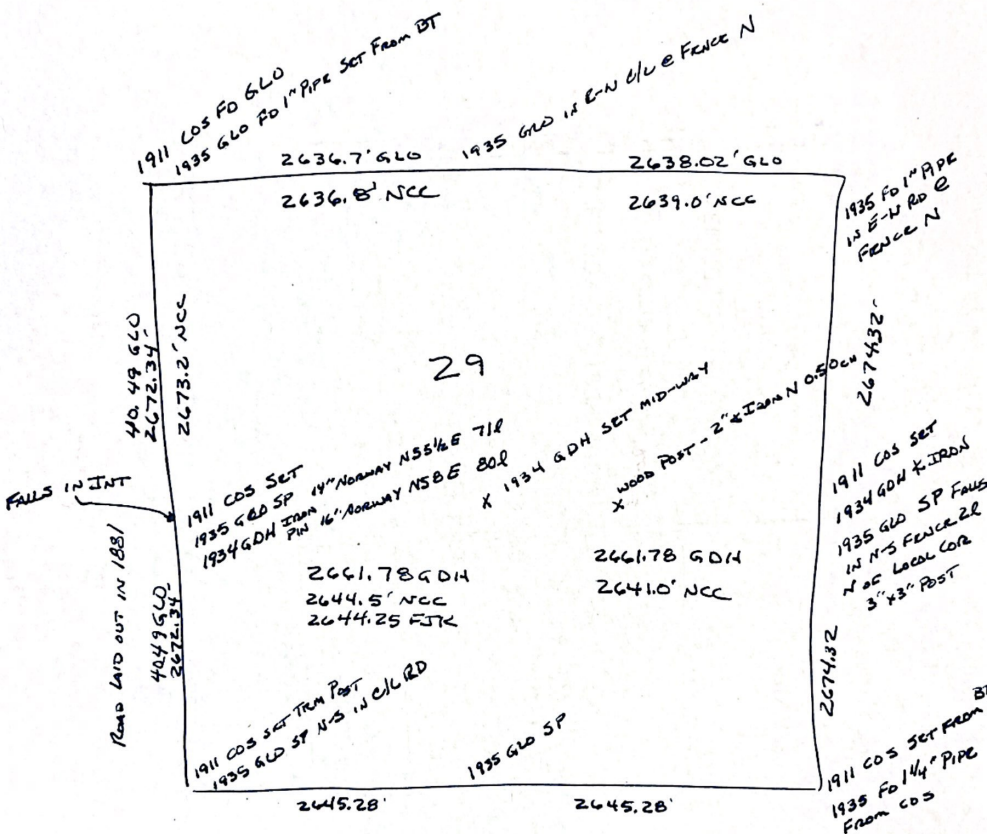 1911 COS FD GLO
1935 GLO FD 1" PIPE SET FROM BT
2636.7' GLO
1935 GLO IN E-W C/L @ FENCE N
2638.02' GLO
2636.8' NCC
2639.0' NCC
1935 FD 1" PIPE
IN E-W RD @
FENCE N
40.49 GLO
2672.34'
2673.2' NCC
29
2674.32'
FALLS IN INT
1911 COS SET
1935 GLO SP 14" NORWAY N55½E 71l
1934 GDH IRON PIN 16" NORWAY N58E 80l
X 1934 GDH SET MID-WAY
WOOD POST - 2" & IRON N 0.50CH
X
1911 COS SET
1934 GDH & IRON
1935 GLO SP FALLS
IN N-S FENCE 2l
N OF LOCAL COR
3"x3" POST
ROAD LAID OUT IN 1881
40.49 GLO
2672.34'
2661.78 GDH
2644.5' NCC
2644.25 FJK
2661.78 GDH
2641.0' NCC
2674.32
1911 COS SET TRM POST
1935 GLO SP N-S IN C/L RD
1935 GLO SP
2645.28'
2645.28'
1911 COS SET FROM BT
1935 FD 1¼" PIPE
FROM COS